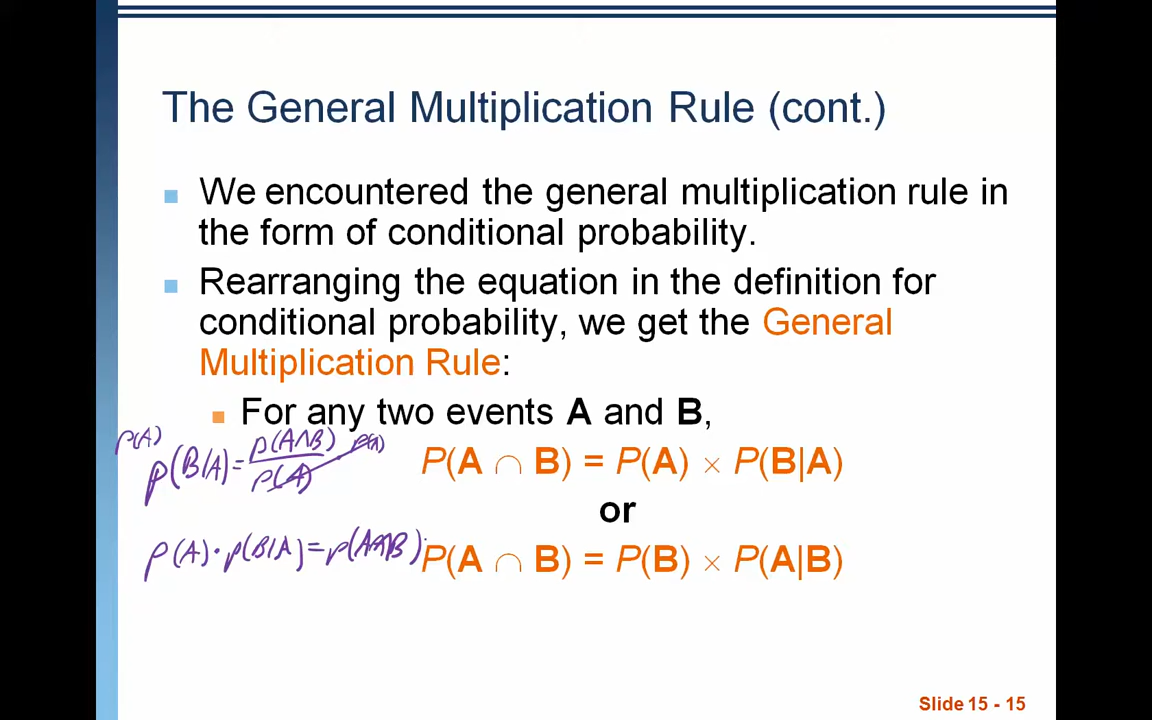 The General Multiplication Rule (cont.)
We encountered the general multiplication rule in
the form of conditional probability.
Rearranging the equation in the definition for
conditional probability, we get the General
Multiplication Rule:
For any two events A and B,
P(A) P(B/A) = P(A∩B) / P(A) P(A)
P(A ∩ B) = P(A) × P(B|A)
or
P(A) · P(B/A) = P(A∩B)
P(A ∩ B) = P(B) × P(A|B)
Slide 15 - 15